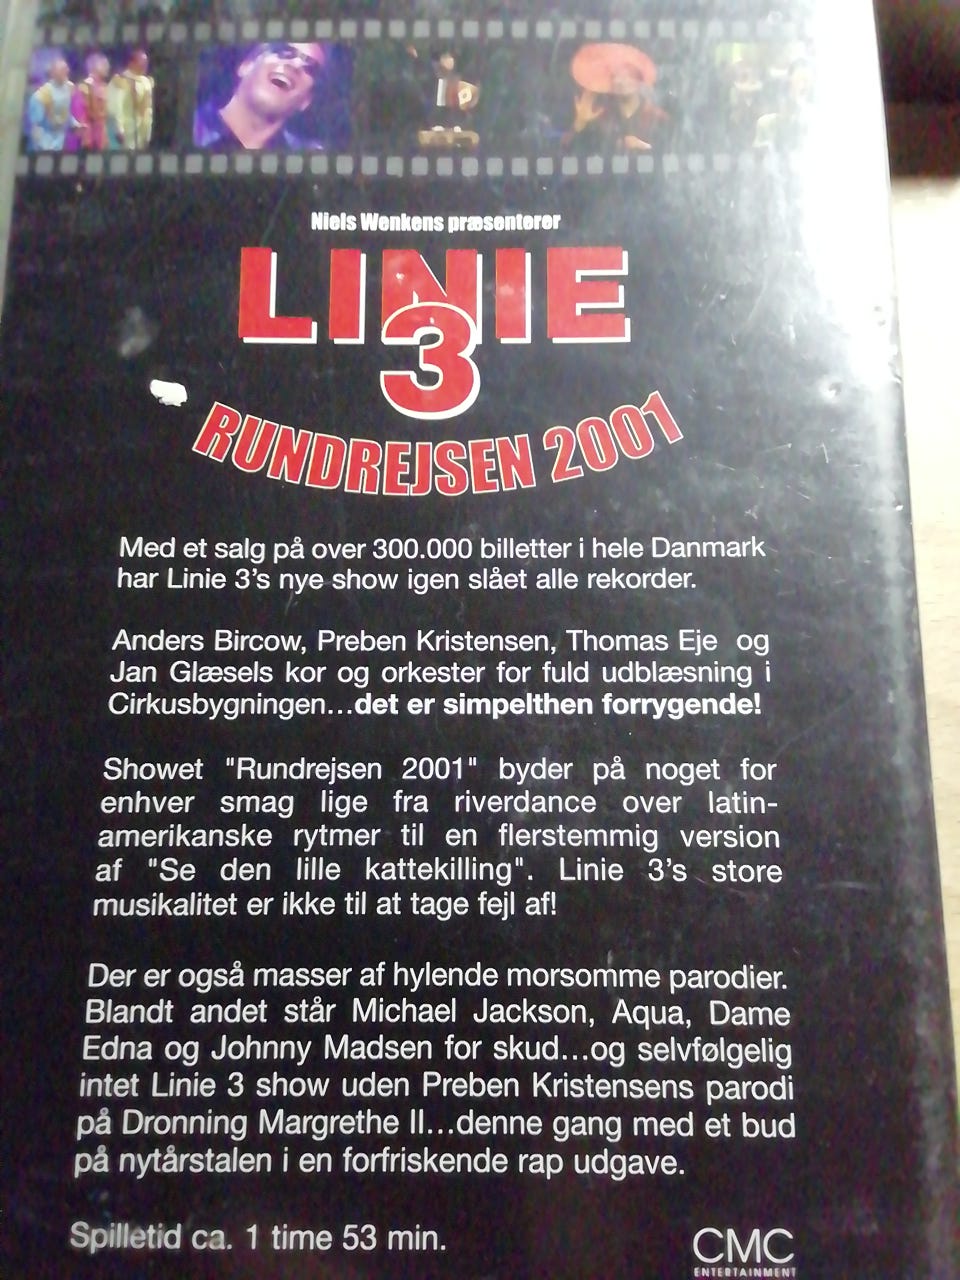 Niels Wenkens præsenterer
LINIE
3
RUNDREJSEN 2001
Med et salg på over 300.000 billetter i hele Danmark
har Linie 3's nye show igen slået alle rekorder.
Anders Bircow, Preben Kristensen, Thomas Eje og
Jan Glæsels kor og orkester for fuld udblæsning i
Cirkusbygningen...det er simpelthen forrygende!
Showet "Rundrejsen 2001" byder på noget for
enhver smag lige fra riverdance over latin-
amerikanske rytmer til en flerstemmig version
af "Se den lille kattekilling". Linie 3's store
musikalitet er ikke til at tage fejl af!
Der er også masser af hylende morsomme parodier.
Blandt andet står Michael Jackson, Aqua, Dame
Edna og Johnny Madsen for skud...og selvfølgelig
intet Linie 3 show uden Preben Kristensens parodi
på Dronning Margrethe II...denne gang med et bud
på nytårstalen i en forfriskende rap udgave.
Spilletid ca. 1 time 53 min.
CMC
ENTERTAINMENT